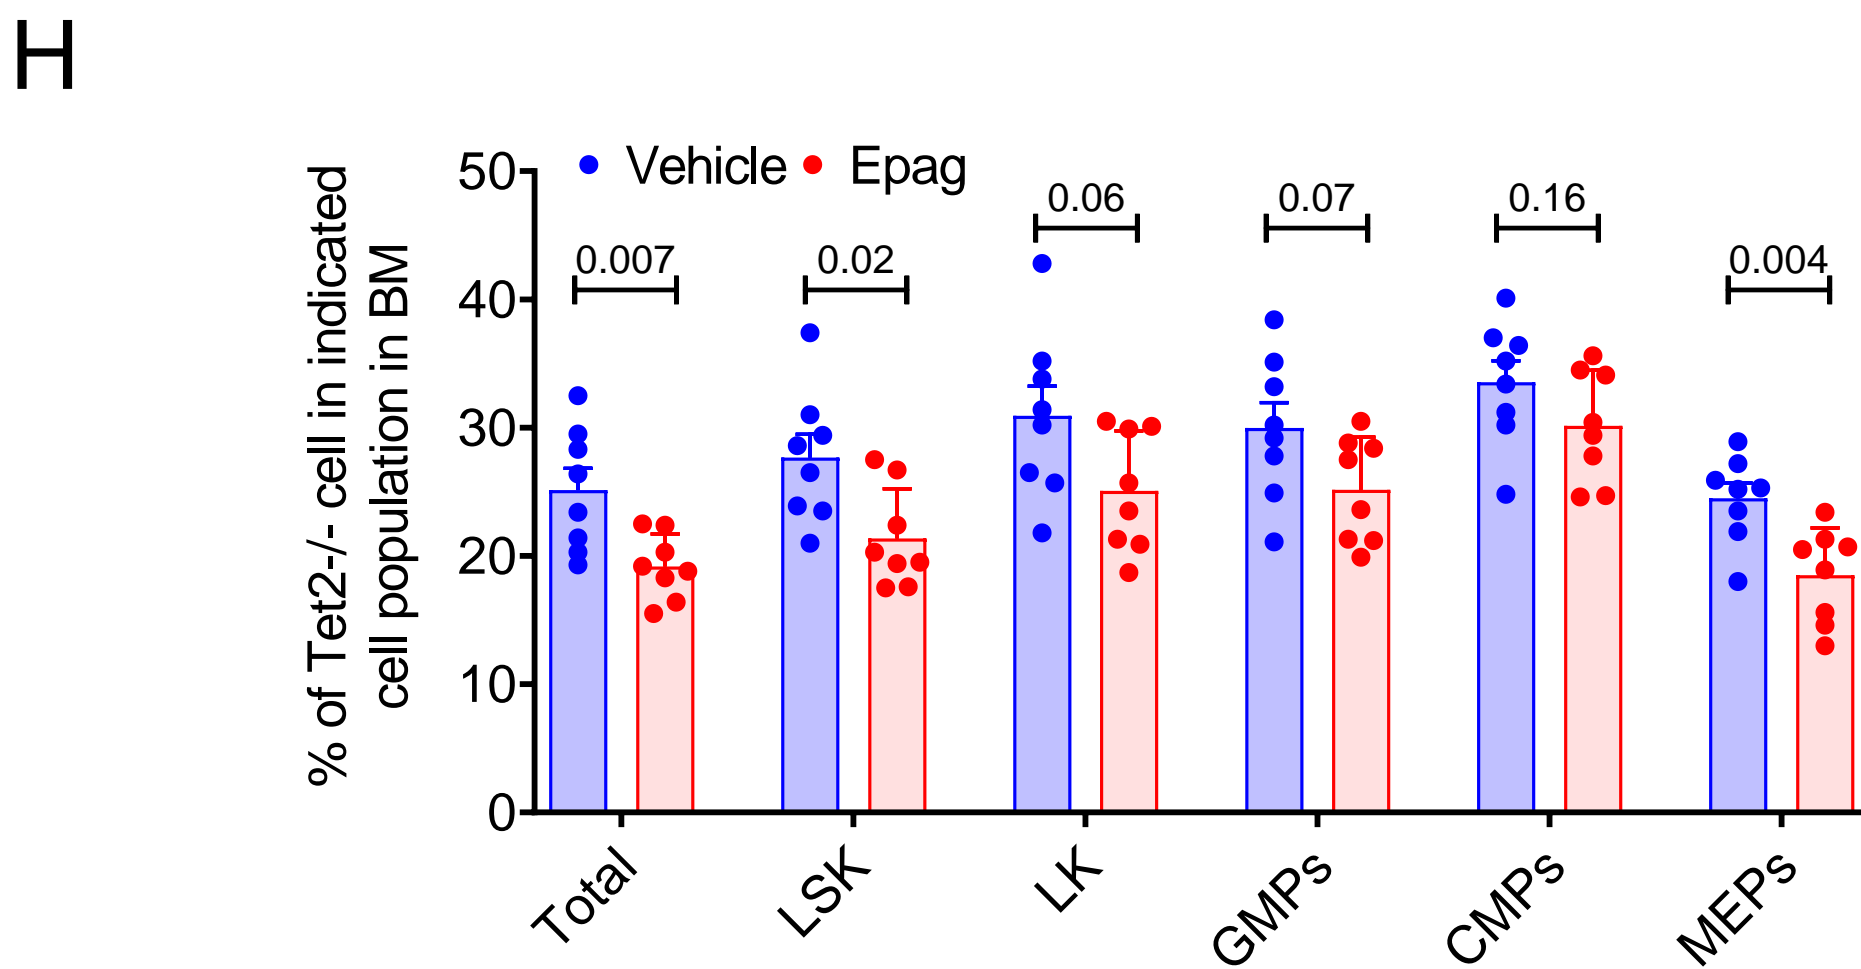 H
Vehicle Epag
% of Tet2-/- cell in indicated
cell population in BM
50
40
30
20
10
0
0.007
0.02
0.06
0.07
0.16
0.004
Total
LSK
LK
GMPs
CMPs
MEPs